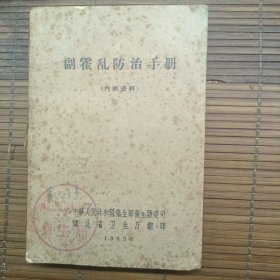 副霍乱防治手册
（内部资料）
中华人民共和国卫生部卫生防疫司
湖北省卫生厅翻印
1963年